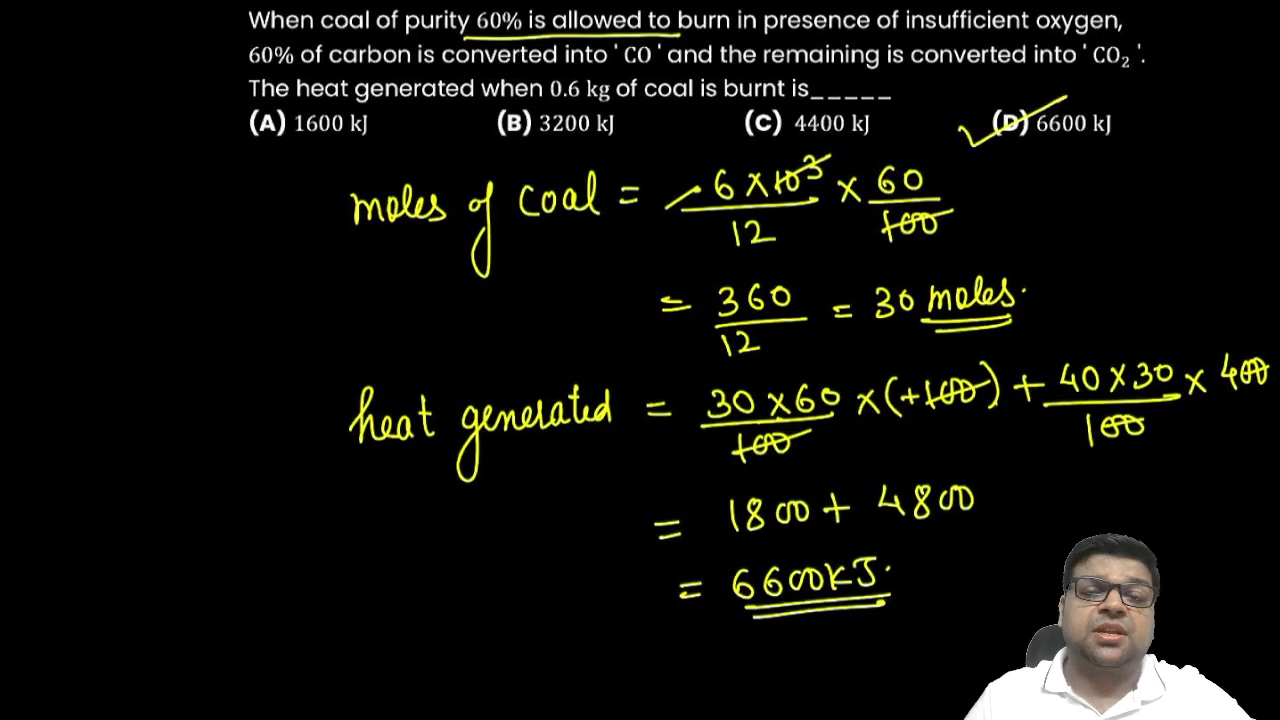 When coal of purity 60% is allowed to burn in presence of insufficient oxygen,
60% of carbon is converted into ' CO ' and the remaining is converted into ' CO₂ '.
The heat generated when 0.6 kg of coal is burnt is_____
(A) 1600 kJ (B) 3200 kJ (C) 4400 kJ (D) 6600 kJ
moles of coal = .6 × 10³ / 12 × 60 / 100
= 360 / 12 = 30 moles.
heat generated = 30 × 60 / 100 × (+100) + 40 × 30 / 100 × 400
= 1800 + 4800
= 6600 kJ.